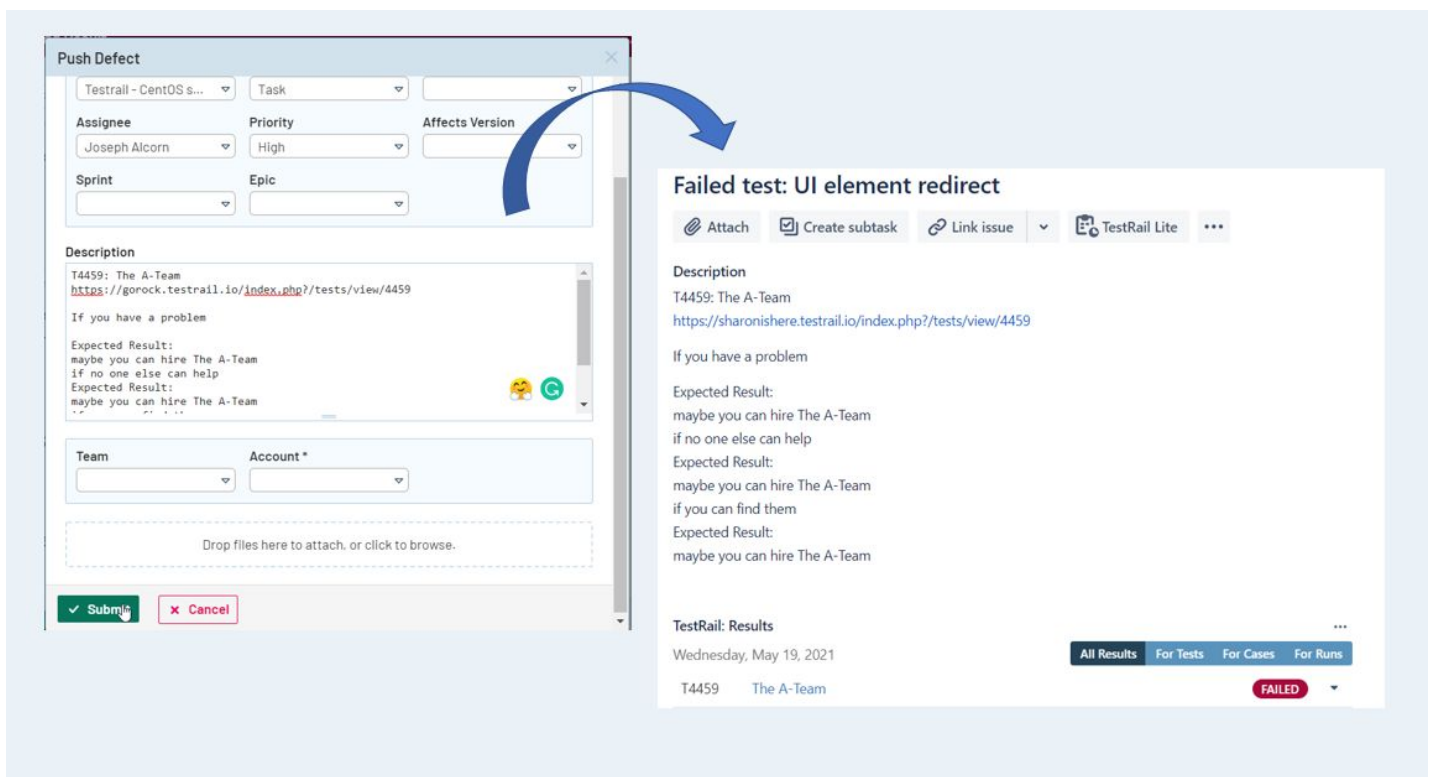 Push Defect
Testrail - CentOS s... Task
Assignee Priority Affects Version
Joseph Alcorn High
Sprint Epic
Description
T4459: The A-Team
https://gorock.testrail.io/index.php?/tests/view/4459
If you have a problem
Expected Result:
maybe you can hire The A-Team
if no one else can help
Expected Result:
maybe you can hire The A-Team
Team Account *
Drop files here to attach, or click to browse.
Submit Cancel
Failed test: UI element redirect
Attach Create subtask Link issue TestRail Lite
Description
T4459: The A-Team
https://sharonishere.testrail.io/index.php?/tests/view/4459
If you have a problem
Expected Result:
maybe you can hire The A-Team
if no one else can help
Expected Result:
maybe you can hire The A-Team
if you can find them
Expected Result:
maybe you can hire The A-Team
TestRail: Results
Wednesday, May 19, 2021 All Results For Tests For Cases For Runs
T4459 The A-Team FAILED